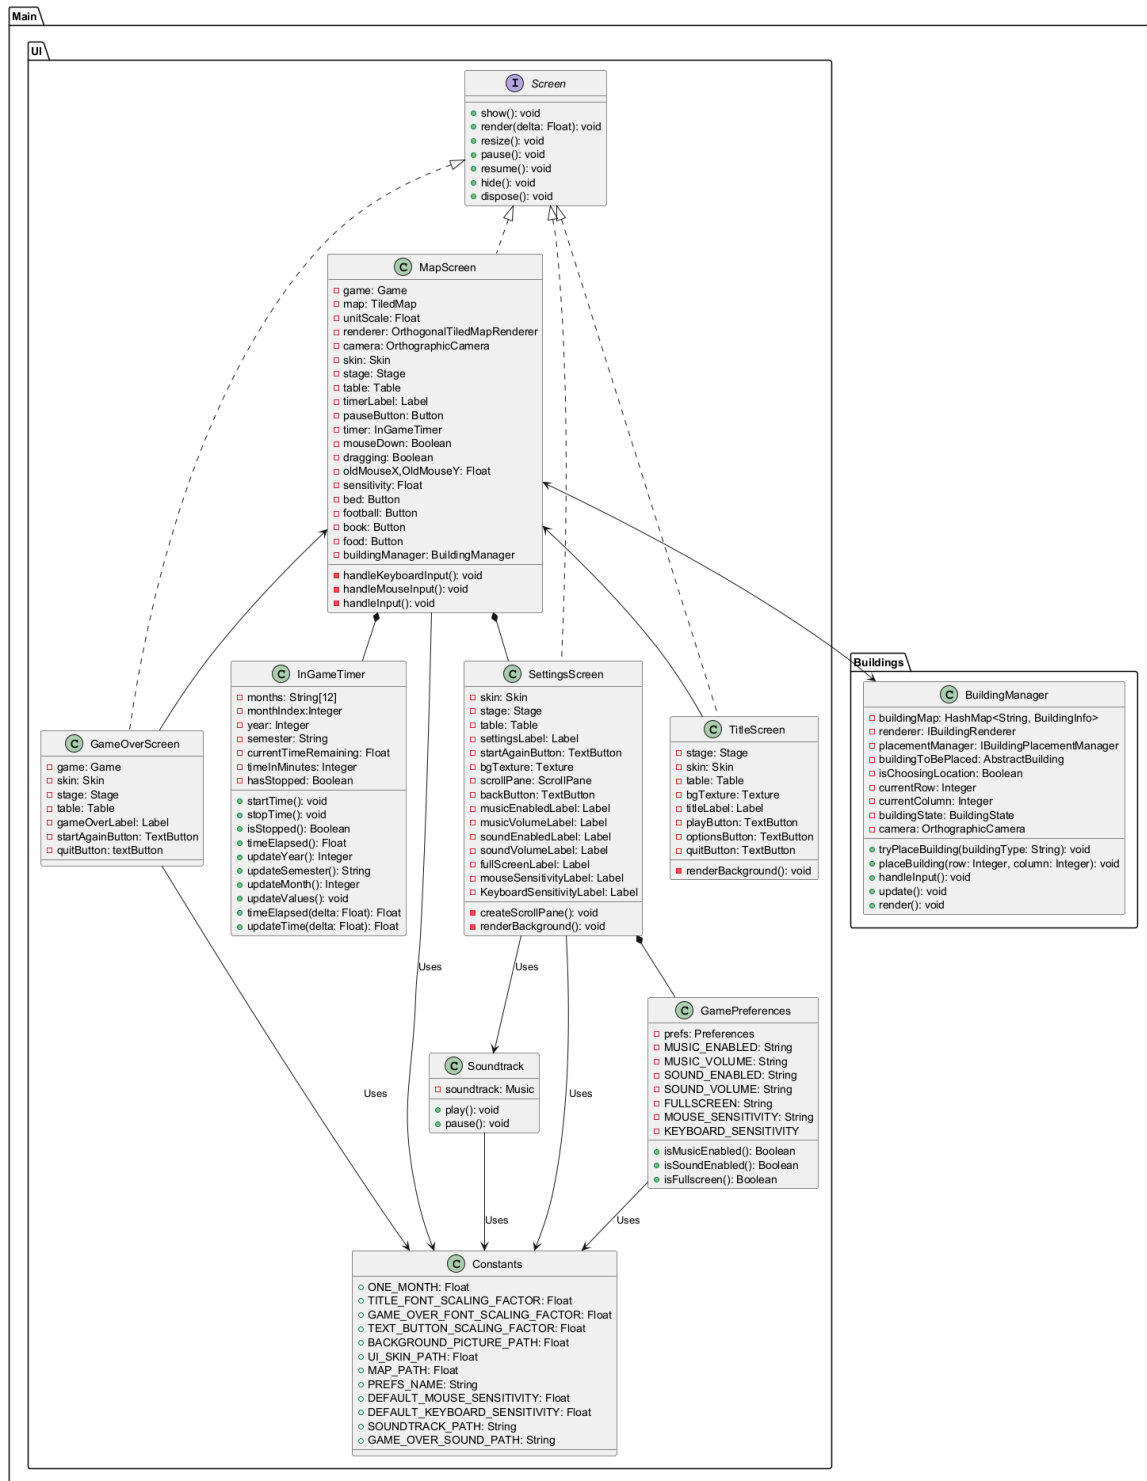 Main
UI
I Screen
show(): void
render(delta: Float): void
resize(): void
pause(): void
resume(): void
hide(): void
dispose(): void
C MapScreen
game: Game
map: TiledMap
unitScale: Float
renderer: OrthogonalTiledMapRenderer
camera: OrthographicCamera
skin: Skin
stage: Stage
table: Table
timerLabel: Label
pauseButton: Button
timer: InGameTimer
mouseDown: Boolean
dragging: Boolean
oldMouseX,OldMouseY: Float
sensitivity: Float
bed: Button
football: Button
book: Button
food: Button
buildingManager: BuildingManager
handleKeyboardInput(): void
handleMouseInput(): void
handleInput(): void
C GameOverScreen
game: Game
skin: Skin
stage: Stage
table: Table
gameOverLabel: Label
startAgainButton: TextButton
quitButton: textButton
C InGameTimer
months: String[12]
monthIndex:Integer
year: Integer
semester: String
currentTimeRemaining: Float
timeInMinutes: Integer
hasStopped: Boolean
startTime(): void
stopTime(): void
isStopped(): Boolean
timeElapsed(): Float
updateYear(): Integer
updateSemester(): String
updateMonth(): Integer
updateValues(): void
timeElapsed(delta: Float): Float
updateTime(delta: Float): Float
C SettingsScreen
skin: Skin
stage: Stage
table: Table
settingsLabel: Label
startAgainButton: TextButton
bgTexture: Texture
scrollPane: ScrollPane
backButton: TextButton
musicEnabledLabel: Label
musicVolumeLabel: Label
soundEnabledLabel: Label
soundVolumeLabel: Label
fullScreenLabel: Label
mouseSensitivityLabel: Label
KeyboardSensitivityLabel: Label
createScrollPane(): void
renderBackground(): void
C TitleScreen
stage: Stage
skin: Skin
table: Table
bgTexture: Texture
titleLabel: Label
playButton: TextButton
optionsButton: TextButton
quitButton: TextButton
renderBackground(): void
Buildings
C BuildingManager
buildingMap: HashMap<String, BuildingInfo>
renderer: IBuildingRenderer
placementManager: IBuildingPlacementManager
buildingToBePlaced: AbstractBuilding
isChoosingLocation: Boolean
currentRow: Integer
currentColumn: Integer
buildingState: BuildingState
camera: OrthographicCamera
tryPlaceBuilding(buildingType: String): void
placeBuilding(row: Integer, column: Integer): void
handleInput(): void
update(): void
render(): void
Uses
Uses
C GamePreferences
prefs: Preferences
MUSIC_ENABLED: String
MUSIC_VOLUME: String
SOUND_ENABLED: String
SOUND_VOLUME: String
FULLSCREEN: String
MOUSE_SENSITIVITY: String
KEYBOARD_SENSITIVITY
isMusicEnabled(): Boolean
isSoundEnabled(): Boolean
isFullscreen(): Boolean
C Soundtrack
soundtrack: Music
play(): void
pause(): void
Uses
Uses
Uses
Uses
C Constants
ONE_MONTH: Float
TITLE_FONT_SCALING_FACTOR: Float
GAME_OVER_FONT_SCALING_FACTOR: Float
TEXT_BUTTON_SCALING_FACTOR: Float
BACKGROUND_PICTURE_PATH: Float
UI_SKIN_PATH: Float
MAP_PATH: Float
PREFS_NAME: String
DEFAULT_MOUSE_SENSITIVITY: Float
DEFAULT_KEYBOARD_SENSITIVITY: Float
SOUNDTRACK_PATH: String
GAME_OVER_SOUND_PATH: String